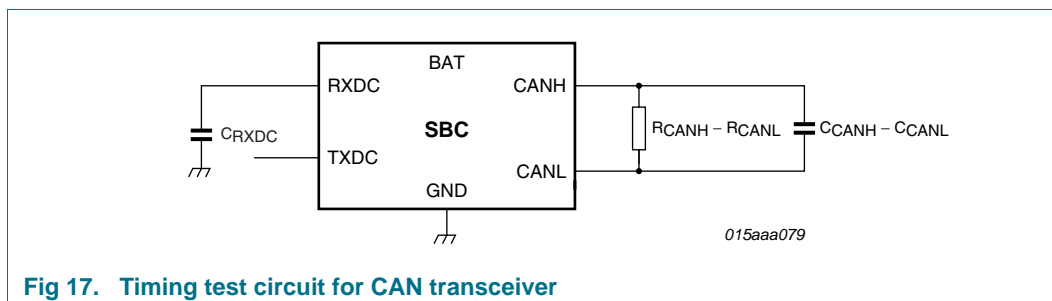 BAT
RXDC
CANH
CRXDC
SBC
RCANH – RCANL
CCANH – CCANL
TXDC
CANL
GND
015aaa079
Fig 17. Timing test circuit for CAN transceiver